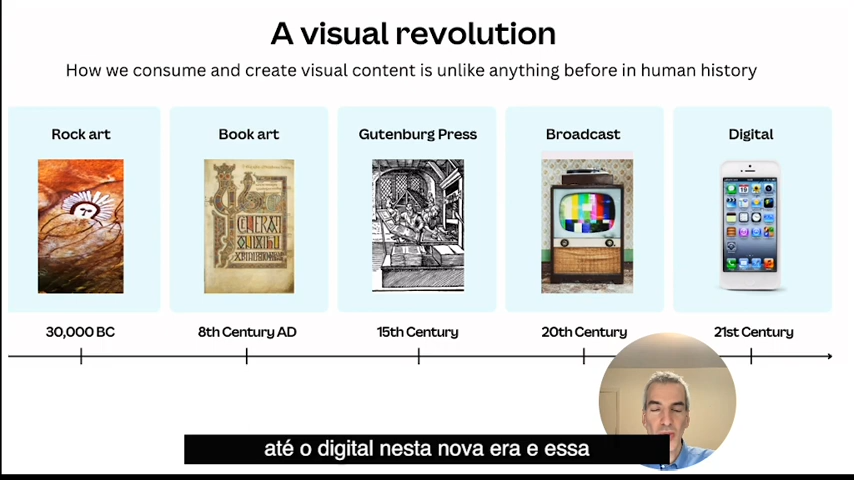 A visual revolution
How we consume and create visual content is unlike anything before in human history
Rock art
Book art
Gutenburg Press
Broadcast
Digital
30,000 BC
8th Century AD
15th Century
20th Century
21st Century
até o digital nesta nova era e essa